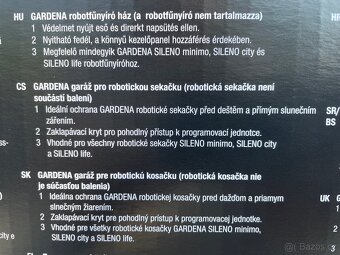 HU GARDENA robotfűnyíró ház (a robotfűnyíró nem tartalmazza)
1 Védelmet nyújt eső és direkt napsütés ellen.
2 Nyitható fedél, a könnyű kezelőpanel hozzáférés érdekében.
3 Megfelelő mindegyik GARDENA SILENO minimo, SILENO city és
SILENO life robotfűnyíróhoz.
CS GARDENA garáž pro robotickou sekačku (robotická sekačka není
součástí balení)
1 Ideální ochrana GARDENA robotické sekačky před deštěm a přímým slunečním
zářením.
2 Zaklapávací kryt pro pohodlný přístup k programovací jednotce.
3 Vhodné pro všechny robotické sekačky SILENO minimo, SILENO city
a SILENO life.
SK GARDENA garáž pre robotickú kosačku (robotická kosačka nie
je súčasťou balenia)
1 Ideálna ochrana GARDENA robotickej kosačky pred dažďom a priamym
slnečným žiarením.
2 Zaklapávací kryt pre pohodlný prístup k programovacej jednotke.
3 Vhodné pre všetky robotické kosačky GARDENA SILENO minimo,
SILENO city a SILENO life.
SR/
BS
UK